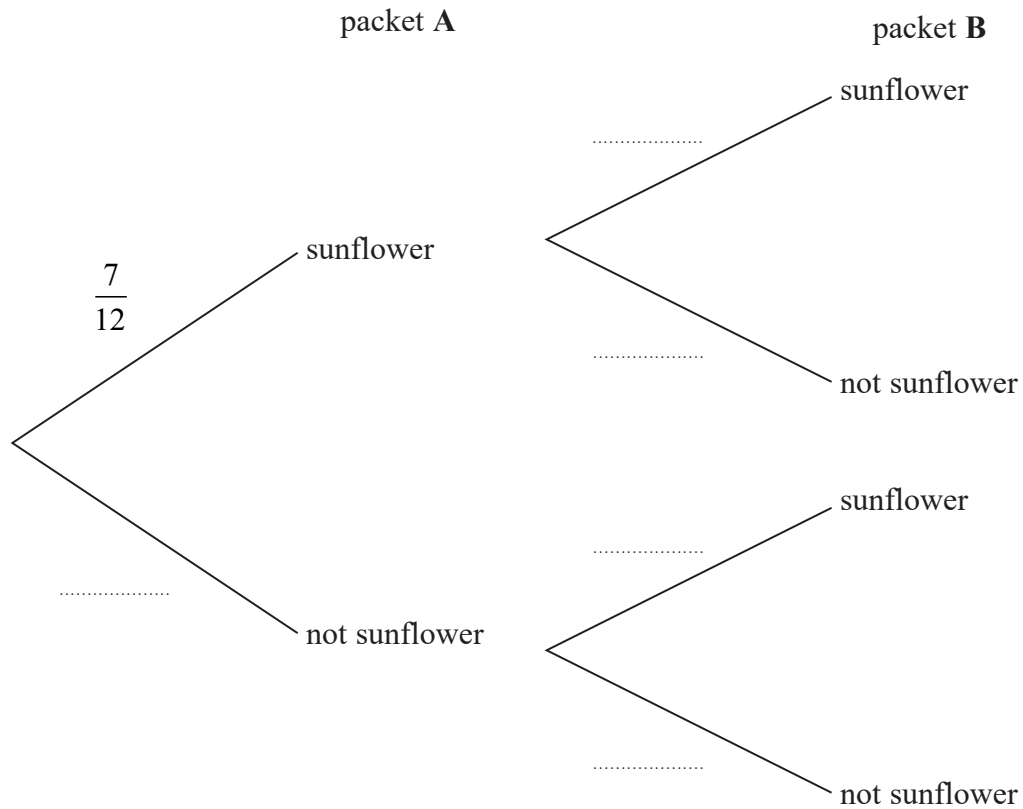 packet A
packet B
sunflower
....................
sunflower
7
12
....................
not sunflower
sunflower
....................
....................
not sunflower
....................
not sunflower